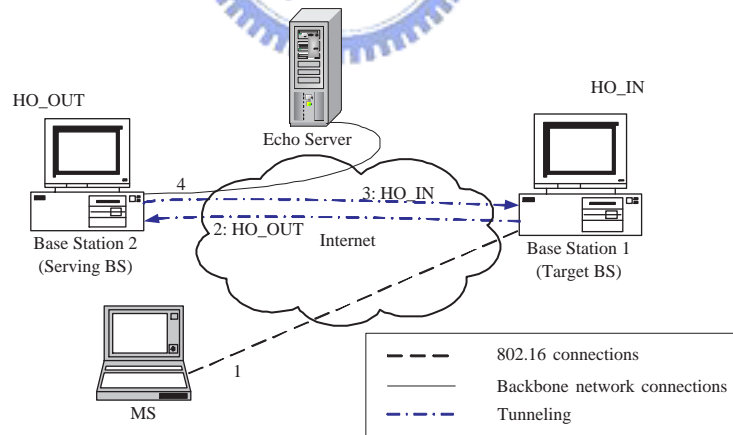 HO_OUT
HO_IN
Echo Server
4
3: HO_IN
2: HO_OUT
Internet
Base Station 2
(Serving BS)
Base Station 1
(Target BS)
1
MS
802.16 connections
Backbone network connections
Tunneling